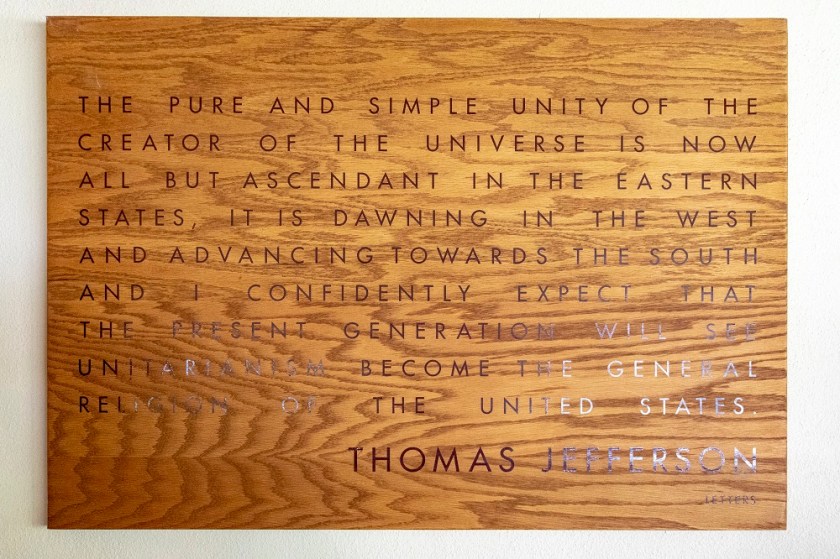 THE PURE AND SIMPLE UNITY OF THE
CREATOR OF THE UNIVERSE IS NOW
ALL BUT ASCENDANT IN THE EASTERN
STATES, IT IS DAWNING IN THE WEST
AND ADVANCING TOWARDS THE SOUTH
AND I CONFIDENTLY EXPECT THAT
THE PRESENT GENERATION WILL SEE
UNITARIANISM BECOME THE GENERAL
RELIGION OF THE UNITED STATES.
THOMAS JEFFERSON
LETTERS